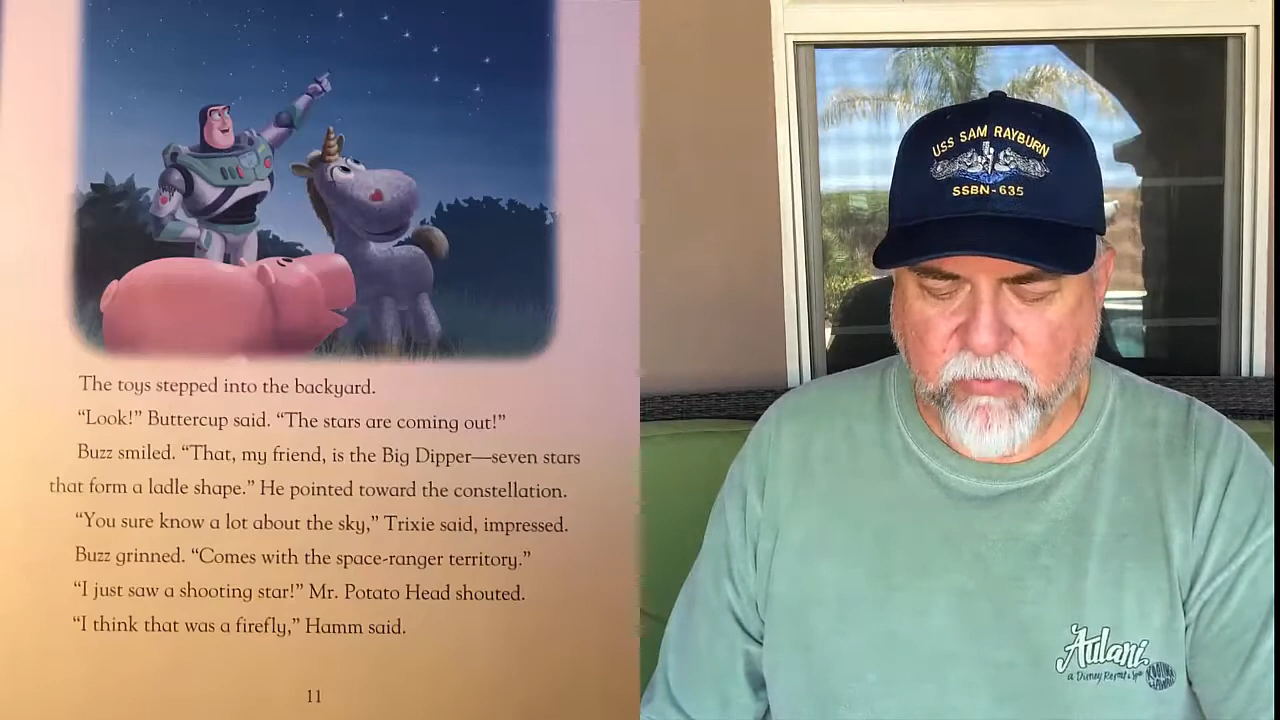 The toys stepped into the backyard.
“Look!” Buttercup said. “The stars are coming out!”
Buzz smiled. “That, my friend, is the Big Dipper—seven stars
that form a ladle shape.” He pointed toward the constellation.
“You sure know a lot about the sky,” Trixie said, impressed.
Buzz grinned. “Comes with the space-ranger territory.”
“I just saw a shooting star!” Mr. Potato Head shouted.
“I think that was a firefly,” Hamm said.
11
USS SAM RAYBURN
SSBN-635
Aulani
a Disney Resort & Spa